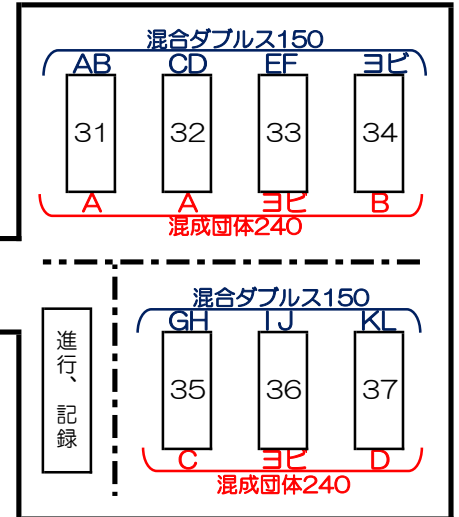 混合ダブルス150
AB CD EF ヨビ
31 32 33 34
A A ヨビ B
混成団体240
混合ダブルス150
GH IJ KL
進行、記録
35 36 37
C ヨビ D
混成団体240